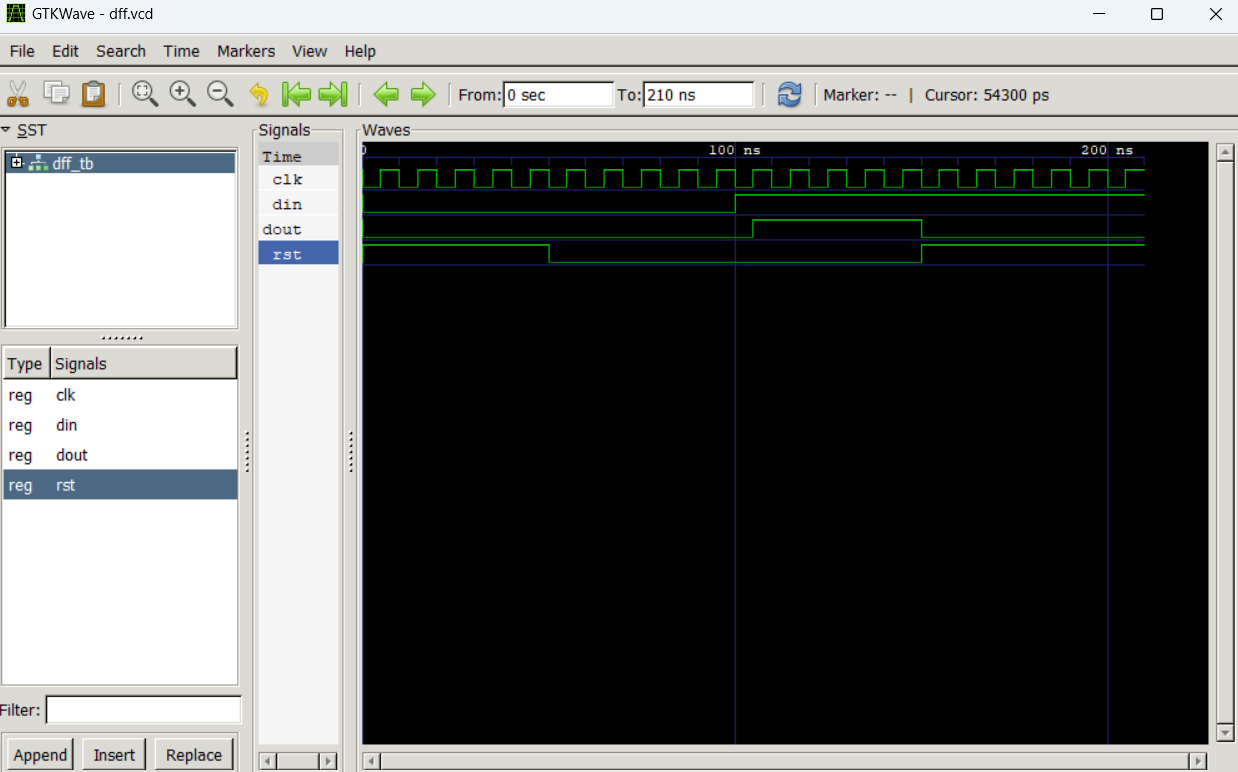 GTKWave - dff.vcd
File Edit Search Time Markers View Help
From: 0 sec To: 210 ns Marker: -- | Cursor: 54300 ps
SST
dff_tb
Type Signals
reg clk
reg din
reg dout
reg rst
Filter:
Append Insert Replace
Signals
Time
clk
din
dout
rst
Waves
0 100 ns 200 ns